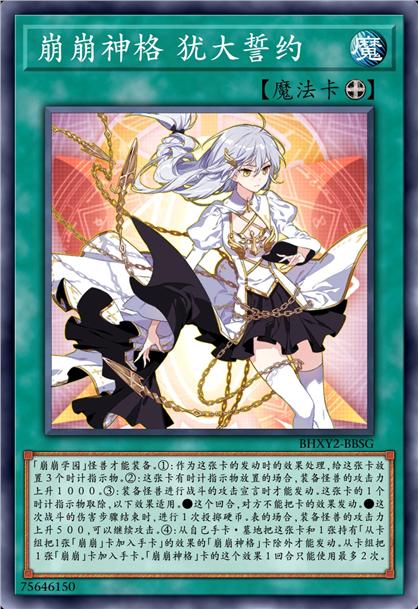 崩崩神格 犹大誓约
魔
【魔法卡】
BHXY2-BBSG
「崩崩学园」怪兽才能装备。①:作为这张卡的发动时的效果处理,给这张卡放
置3个时计指示物。②:这张卡有时计指示物放置的场合,装备怪兽的攻击力
上升1000。③:装备怪兽进行战斗的攻击宣言时才能发动。这张卡的1个
时计指示物取除,以下效果适用。●这个回合,对方不能把卡的效果发动。●这
次战斗的伤害步骤结束时,进行1次投掷硬币,表的场合,装备怪兽的攻击力
上升500,可以继续攻击。④:从自己手卡・墓地把这张卡和1张持有「从卡
组把1张「崩崩」卡加入手卡」的效果的「崩崩神格」卡除外才能发动。从卡组把
1张「崩崩」卡加入手卡。「崩崩神格」卡的这个效果1回合只能使用最多2次。
75646150